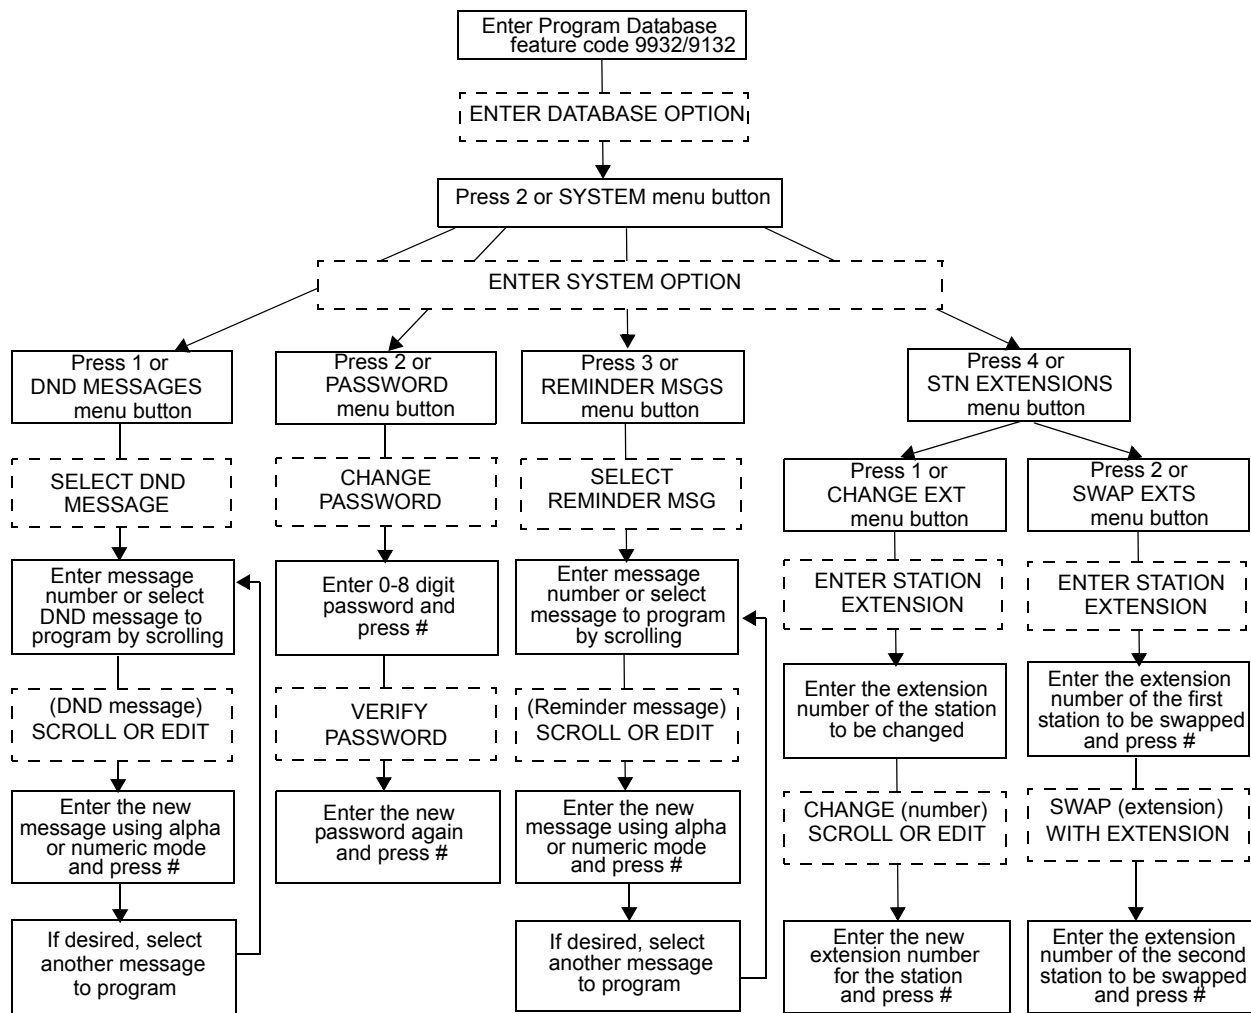 Enter Program Database
feature code 9932/9132
ENTER DATABASE OPTION
Press 2 or SYSTEM menu button
ENTER SYSTEM OPTION
Press 1 or
DND MESSAGES
menu button
Press 2 or
PASSWORD
menu button
Press 3 or
REMINDER MSGS
menu button
Press 4 or
STN EXTENSIONS
menu button
SELECT DND
MESSAGE
CHANGE
PASSWORD
SELECT
REMINDER MSG
Press 1 or
CHANGE EXT
menu button
Press 2 or
SWAP EXTS
menu button
Enter message
number or select
DND message to
program by scrolling
Enter 0-8 digit
password and
press #
Enter message
number or select
message to program
by scrolling
ENTER STATION
EXTENSION
ENTER STATION
EXTENSION
(DND message)
SCROLL OR EDIT
VERIFY
PASSWORD
(Reminder message)
SCROLL OR EDIT
Enter the extension
number of the station
to be changed
Enter the extension
number of the first
station to be swapped
and press #
Enter the new
message using alpha
or numeric mode
and press #
Enter the new
password again
and press #
Enter the new
message using alpha
or numeric mode
and press #
CHANGE (number)
SCROLL OR EDIT
SWAP (extension)
WITH EXTENSION
If desired, select
another message
to program
If desired, select
another message
to program
Enter the new
extension number
for the station
and press #
Enter the extension
number of the second
station to be swapped
and press #